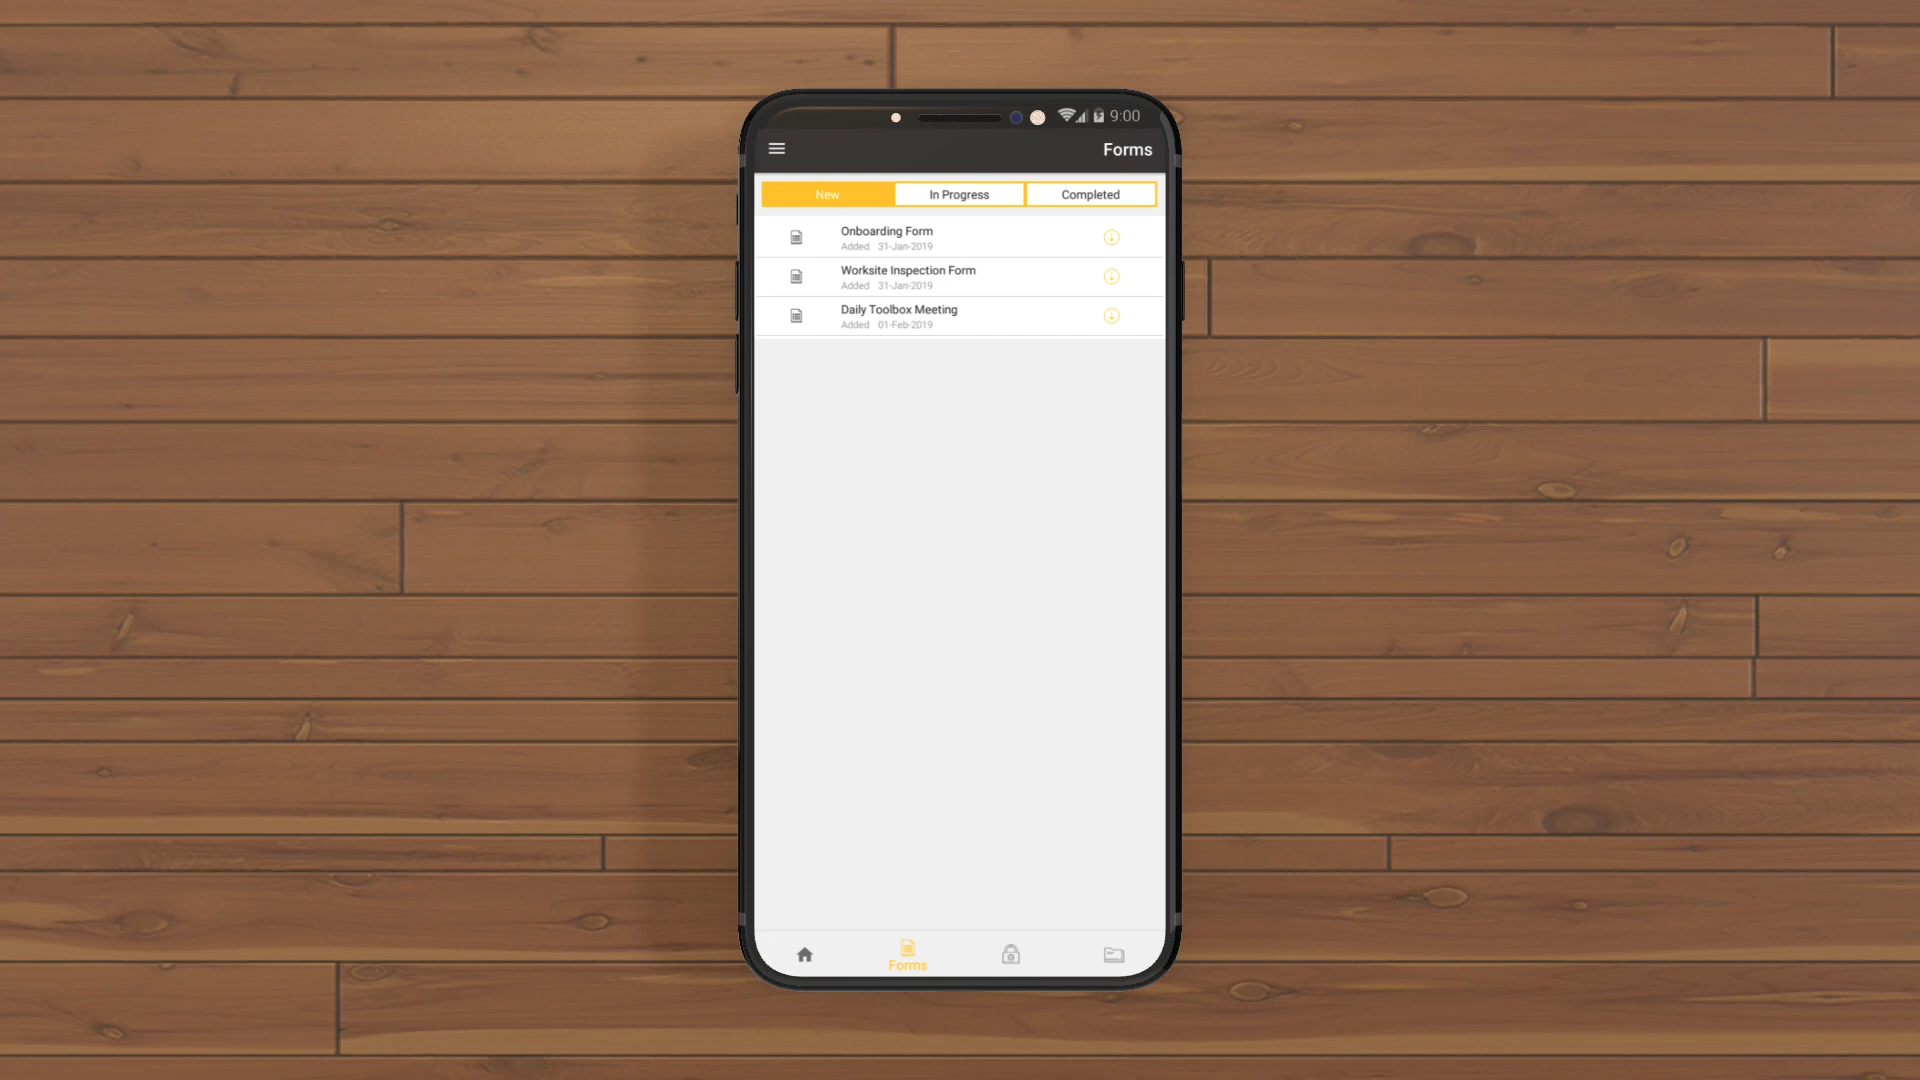 9:00
Forms
New In Progress Completed
Onboarding Form
Added 31-Jan-2019
Worksite Inspection Form
Added 31-Jan-2019
Daily Toolbox Meeting
Added 01-Feb-2019
Forms